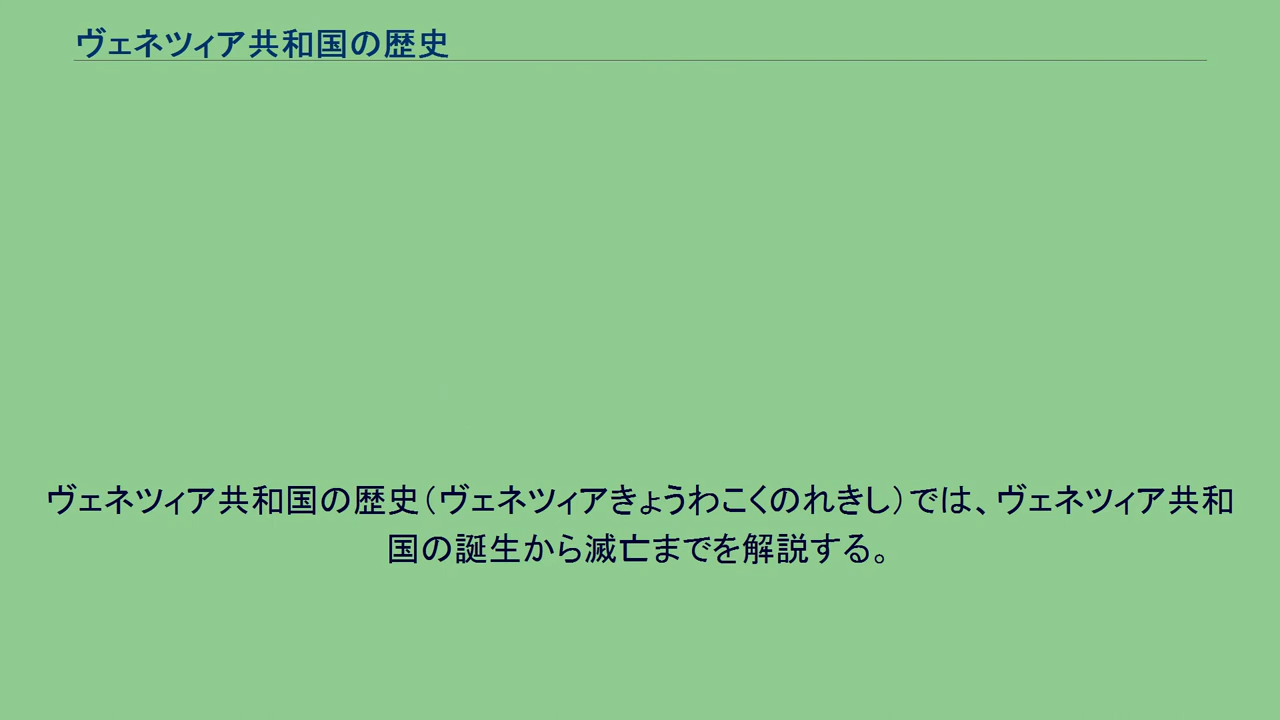 ヴェネツィア共和国の歴史
ヴェネツィア共和国の歴史（ヴェネツィアきょうわこくのれきし）では、ヴェネツィア共和
国の誕生から滅亡までを解説する。